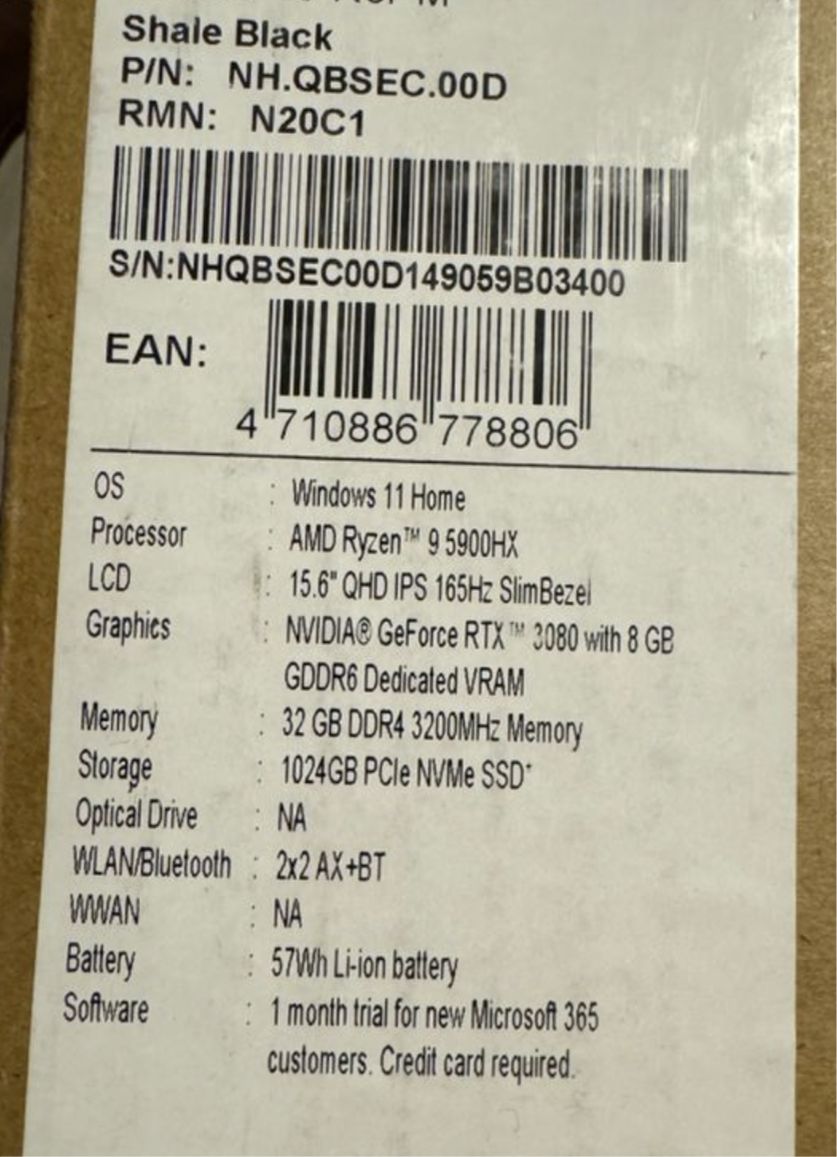 Shale Black
P/N: NH.QBSEC.00D
RMN: N20C1
S/N:NHQBSEC00D149059B03400
EAN:
4 710886 778806
OS : Windows 11 Home
Processor : AMD Ryzen™ 9 5900HX
LCD : 15.6" QHD IPS 165Hz SlimBezel
Graphics : NVIDIA® GeForce RTX™ 3080 with 8 GB
GDDR6 Dedicated VRAM
Memory : 32 GB DDR4 3200MHz Memory
Storage : 1024GB PCIe NVMe SSD*
Optical Drive : NA
WLAN/Bluetooth : 2x2 AX+BT
WWAN : NA
Battery : 57Wh Li-ion battery
Software : 1 month trial for new Microsoft 365
customers. Credit card required.